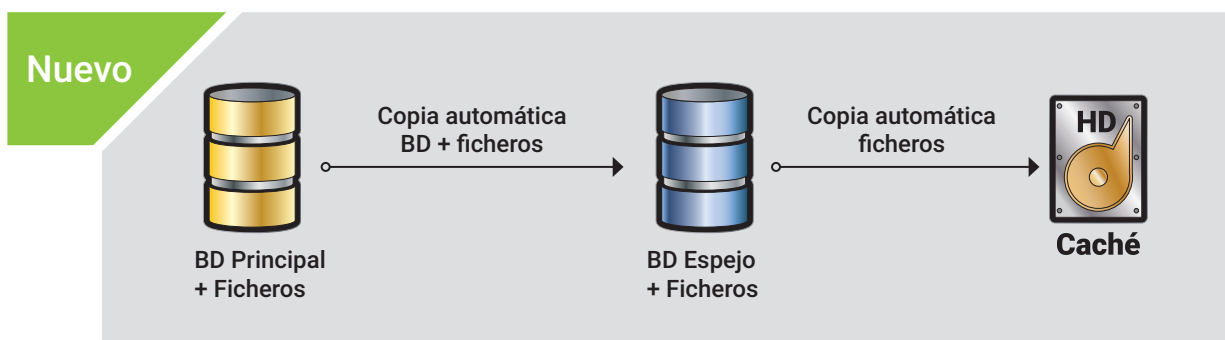 Nuevo
Copia automática
BD + ficheros
Copia automática
ficheros
HD
BD Principal
+ Ficheros
BD Espejo
+ Ficheros
Caché